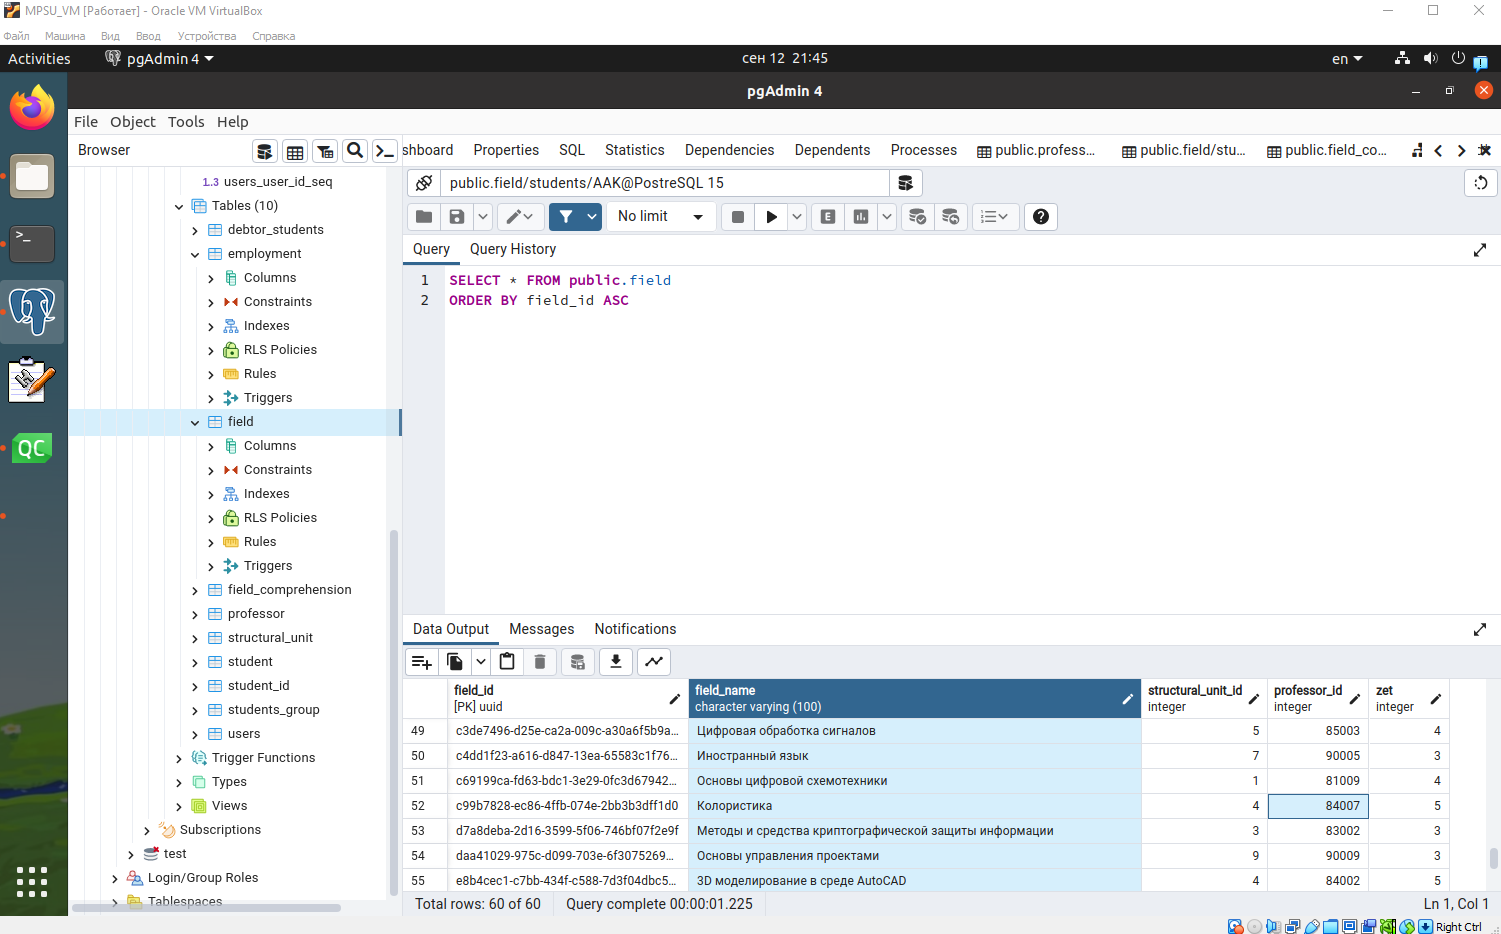 MPSU_VM [Работает] - Oracle VM VirtualBox
Файл Машина Вид Ввод Устройства Справка
Activities pgAdmin 4 сен 12 21:45 en
pgAdmin 4
File Object Tools Help
Browser
shboard Properties SQL Statistics Dependencies Dependents Processes public.profess... public.field/stu... public.field_co...
1.3 users_user_id_seq
Tables (10)
debtor_students
employment
Columns
Constraints
Indexes
RLS Policies
Rules
Triggers
field
Columns
Constraints
Indexes
RLS Policies
Rules
Triggers
field_comprehension
professor
structural_unit
student
student_id
students_group
users
Trigger Functions
Types
Views
Subscriptions
test
Login/Group Roles
Tablespaces
public.field/students/AAK@PostreSQL 15
No limit
E
Query Query History
1 SELECT * FROM public.field
2 ORDER BY field_id ASC
Data Output Messages Notifications
field_id field_name structural_unit_id professor_id zet
[PK] uuid character varying (100) integer integer integer
49 c3de7496-d25e-ca2a-009c-a30a6f5b9a... Цифровая обработка сигналов 5 85003 4
50 c4dd1f23-a616-d847-13ea-65583c1f76... Иностранный язык 7 90005 3
51 c69199ca-fd63-bdc1-3e29-0fc3d67942... Основы цифровой схемотехники 1 81009 4
52 c99b7828-ec86-4ffb-074e-2bb3b3dff1d0 Колористика 4 84007 5
53 d7a8deba-2d16-3599-5f06-746bf07f2e9f Методы и средства криптографической защиты информации 3 83002 3
54 daa41029-975c-d099-703e-6f3075269... Основы управления проектами 9 90009 3
55 e8b4cec1-c7bb-434f-c588-7d3f04dbc5... 3D моделирование в среде AutoCAD 4 84002 5
Total rows: 60 of 60 Query complete 00:00:01.225 Ln 1, Col 1
QC
Right Ctrl